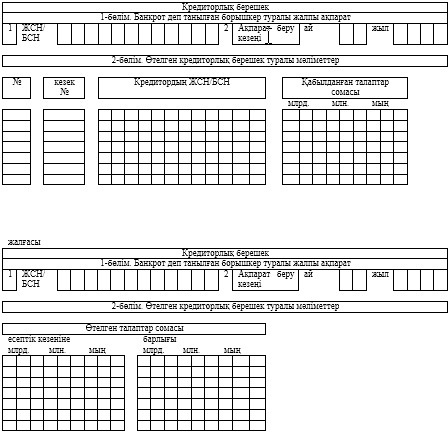 Кредиторлық берешек
1-бөлім. Банкрот деп танылған борышкер туралы жалпы ақпарат
1 ЖСН/ БСН 2 Ақпарат беру кезеңі ай жыл
2-бөлім. Өтелген кредиторлық берешек туралы мәліметтер
№ кезек № Кредитордың ЖСН/БСН Қабылданған талаптар сомасы
млрд. млн. мың
жалғасы
Кредиторлық берешек
1-бөлім. Банкрот деп танылған борышкер туралы жалпы ақпарат
1 ЖСН/ БСН 2 Ақпарат беру кезеңі ай жыл
2-бөлім. Өтелген кредиторлық берешек туралы мәліметтер
Өтелген талаптар сомасы
есептік кезеңіне барлығы
млрд. млн. мың млрд. млн. мың